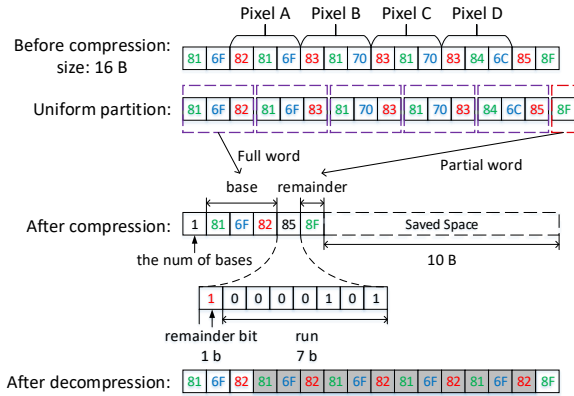 Pixel A Pixel B Pixel C Pixel D
Before compression: 81 6F 82 81 6F 83 81 70 83 81 70 83 84 6C 85 8F
size: 16 B
Uniform partition: 81 6F 82 81 6F 83 81 70 83 81 70 83 84 6C 85 8F
Full word Partial word
base remainder
After compression: 1 81 6F 82 85 8F Saved Space
the num of bases 10 B
1 0 0 0 0 1 0 1
remainder bit run
1 b 7 b
After decompression: 81 6F 82 81 6F 82 81 6F 82 81 6F 82 81 6F 82 8F